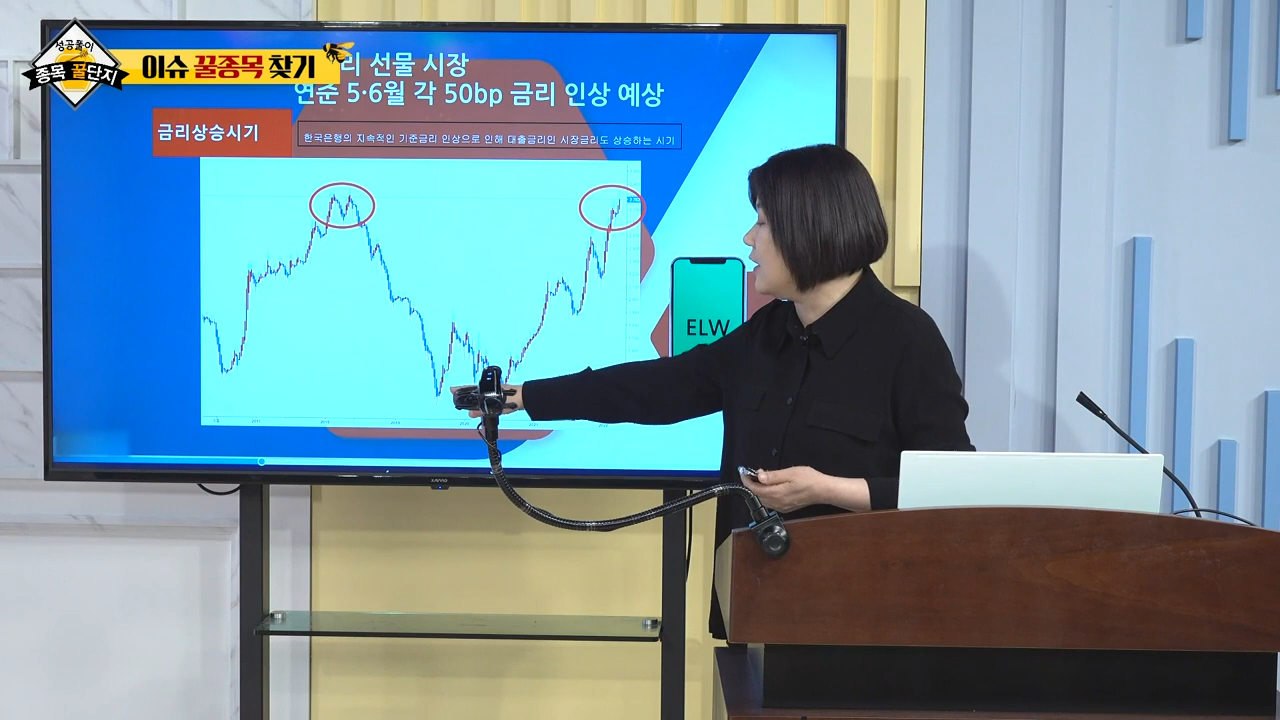 성공풀이
종목 꿀단지
이슈 꿀종목 찾기
리 선물 시장
연준 5·6월 각 50bp 금리 인상 예상
금리상승시기
한국은행의 지속적인 기준금리 인상으로 인해 대출금리인 시장금리도 상승하는 시기
ELW